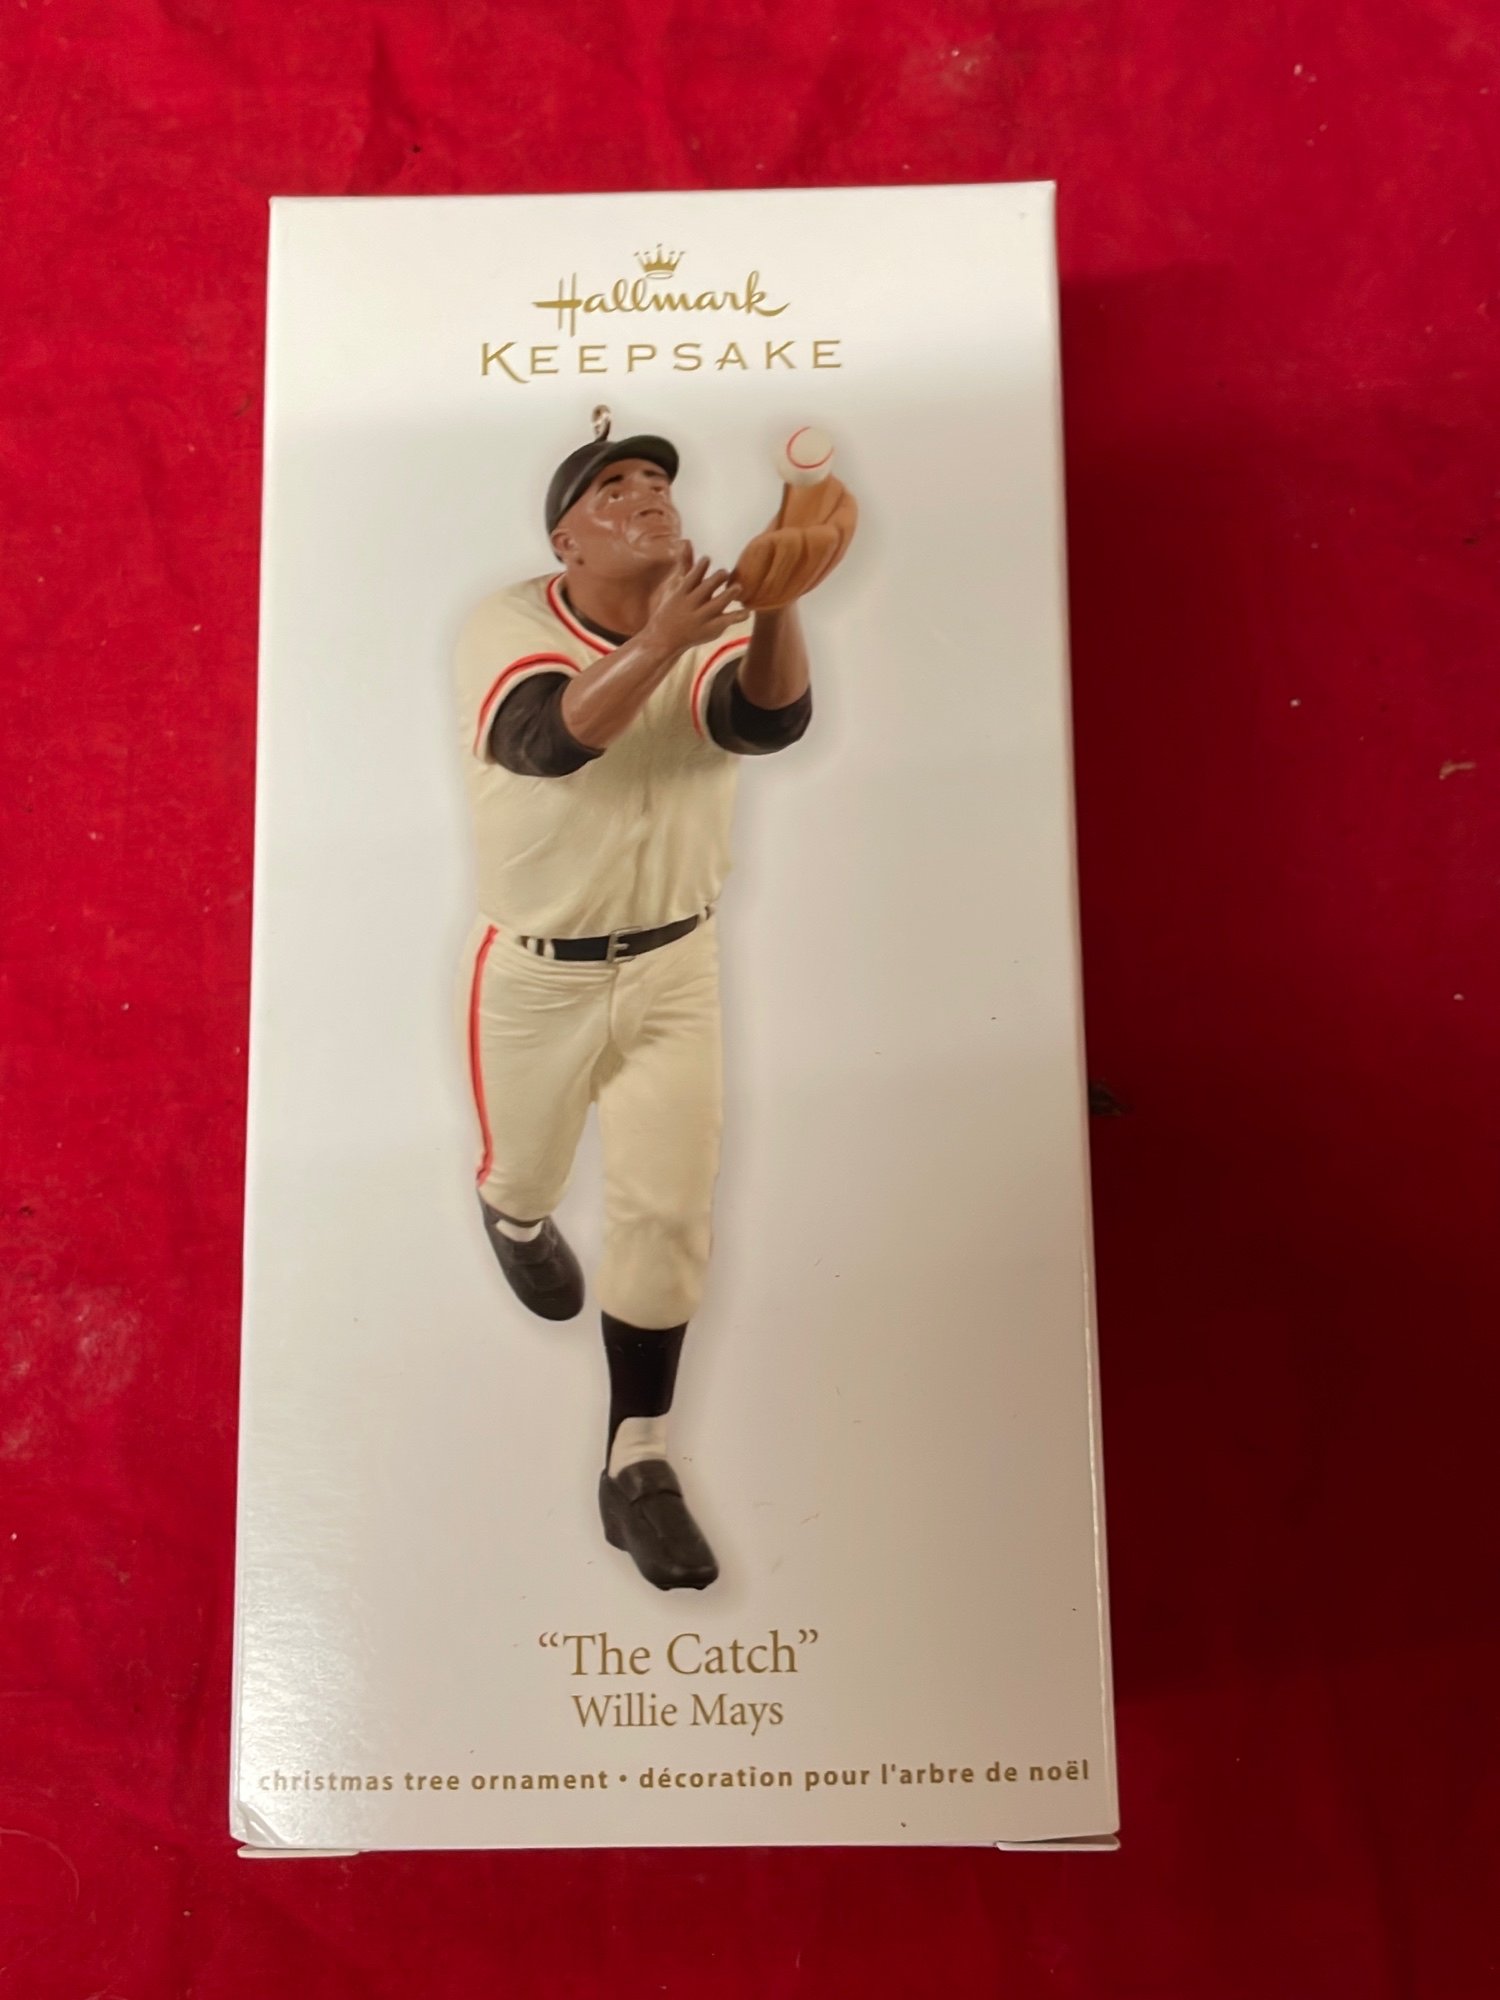 Hallmark
KEEPSAKE
“The Catch”
Willie Mays
christmas tree ornament • décoration pour l'arbre de noël